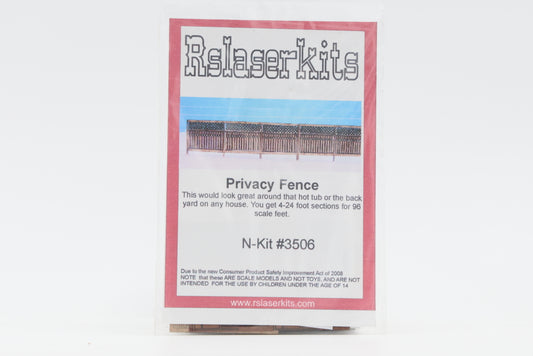 Rslaserkits
Privacy Fence
This would look great around that hot tub or the back
yard on any house. You get 4-24 foot sections for 96
scale feet.
N-Kit #3506
Due to the new Consumer Product Safety Improvement Act of 2008
NOTE that these ARE SCALE MODELS AND NOT TOYS, AND ARE NOT
INTENDED FOR THE USE BY CHILDREN UNDER THE AGE OF 14
www.rslaserkits.com